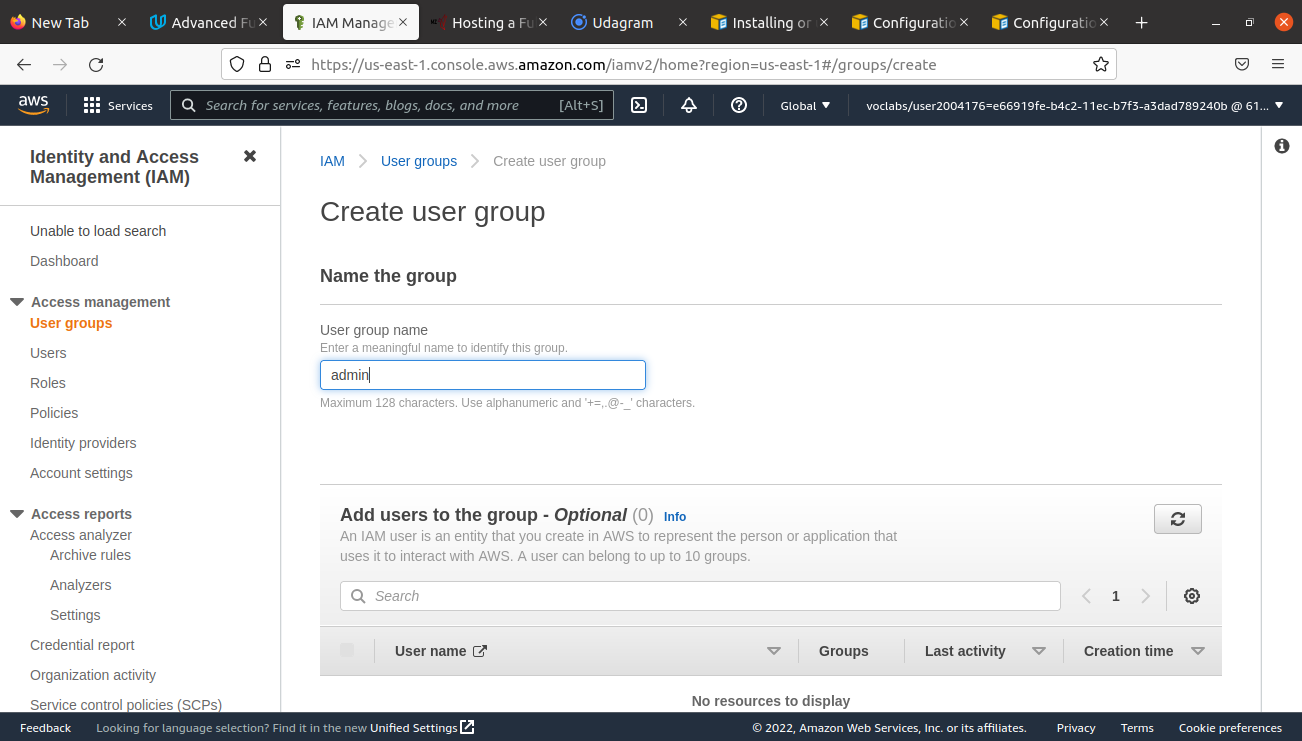 New Tab
Advanced Fu
IAM Manage
Hosting a Fu
Udagram
Installing or
Configuratio
Configuratio
https://us-east-1.console.aws.amazon.com/iamv2/home?region=us-east-1#/groups/create
aws
Services
Search for services, features, blogs, docs, and more [Alt+S]
Global
voclabs/user2004176=e66919fe-b4c2-11ec-b7f3-a3dad789240b @ 61...
Identity and Access
Management (IAM)
Unable to load search
Dashboard
Access management
User groups
Users
Roles
Policies
Identity providers
Account settings
Access reports
Access analyzer
Archive rules
Analyzers
Settings
Credential report
Organization activity
Service control policies (SCPs)
IAM
User groups
Create user group
Create user group
Name the group
User group name
Enter a meaningful name to identify this group.
admin
Maximum 128 characters. Use alphanumeric and '+=,.@-_' characters.
Add users to the group - Optional (0) Info
An IAM user is an entity that you create in AWS to represent the person or application that
uses it to interact with AWS. A user can belong to up to 10 groups.
Search
1
User name
Groups
Last activity
Creation time
No resources to display
Feedback
Looking for language selection? Find it in the new Unified Settings
© 2022, Amazon Web Services, Inc. or its affiliates.
Privacy
Terms
Cookie preferences